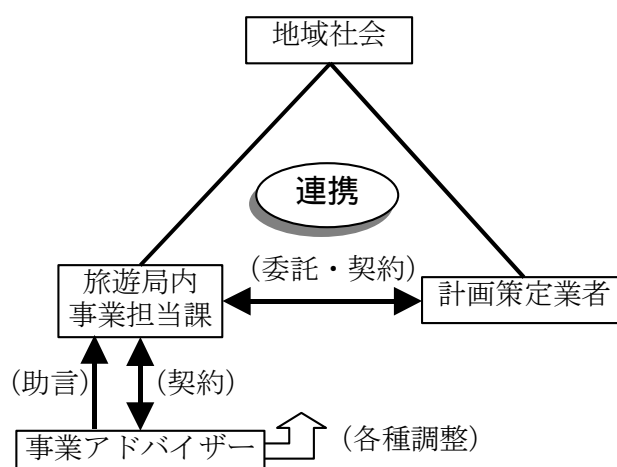 地域社会
連携
(委託・契約)
旅遊局内
事業担当課
計画策定業者
(助言)
(契約)
事業アドバイザー
(各種調整)